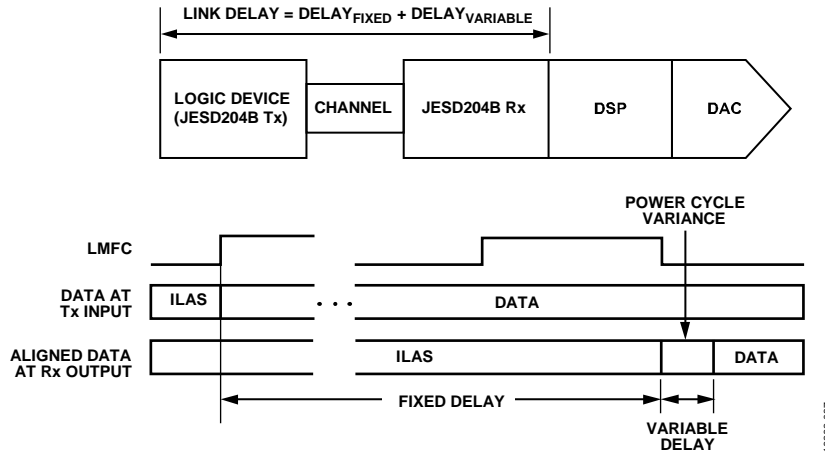 LINK DELAY = DELAYFIXED + DELAYVARIABLE
LOGIC DEVICE
(JESD204B Tx)
CHANNEL
JESD204B Rx
DSP
DAC
POWER CYCLE
VARIANCE
LMFC
DATA AT
Tx INPUT
ILAS
. . .
DATA
ALIGNED DATA
AT Rx OUTPUT
ILAS
DATA
FIXED DELAY
VARIABLE
DELAY